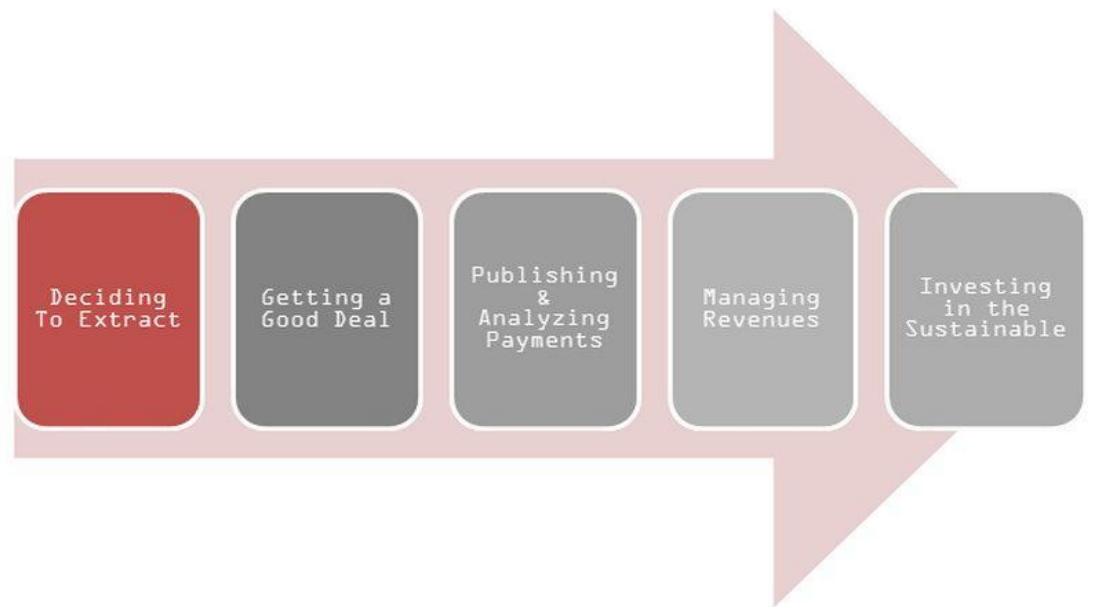 Deciding
To Extract
Getting a
Good Deal
Publishing
&
Analyzing
Payments
Managing
Revenues
Investing
in the
Sustainable